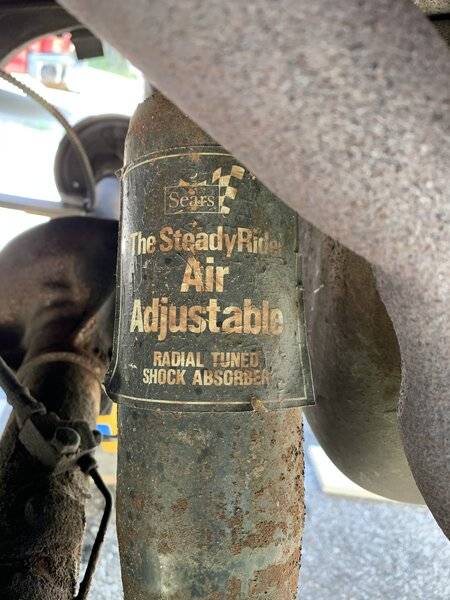 Sears
The SteadyRider
Air
Adjustable
RADIAL TUNED
SHOCK ABSORBER